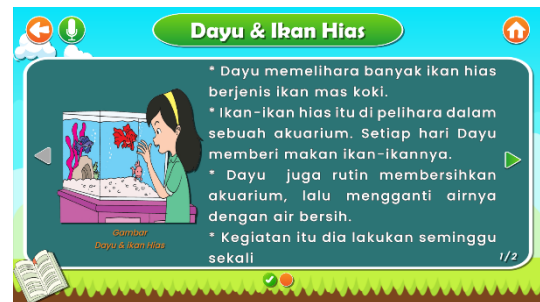 Dayu & Ikan Hias
* Dayu memelihara banyak ikan hias
berjenis ikan mas koki.
* Ikan-ikan hias itu di pelihara dalam
sebuah akuarium. Setiap hari Dayu
memberi makan ikan-ikannya.
* Dayu juga rutin membersihkan
akuarium, lalu mengganti airnya
dengan air bersih.
* Kegiatan itu dia lakukan seminggu
sekali
Gambar
Dayu & Ikan Hias
1/2